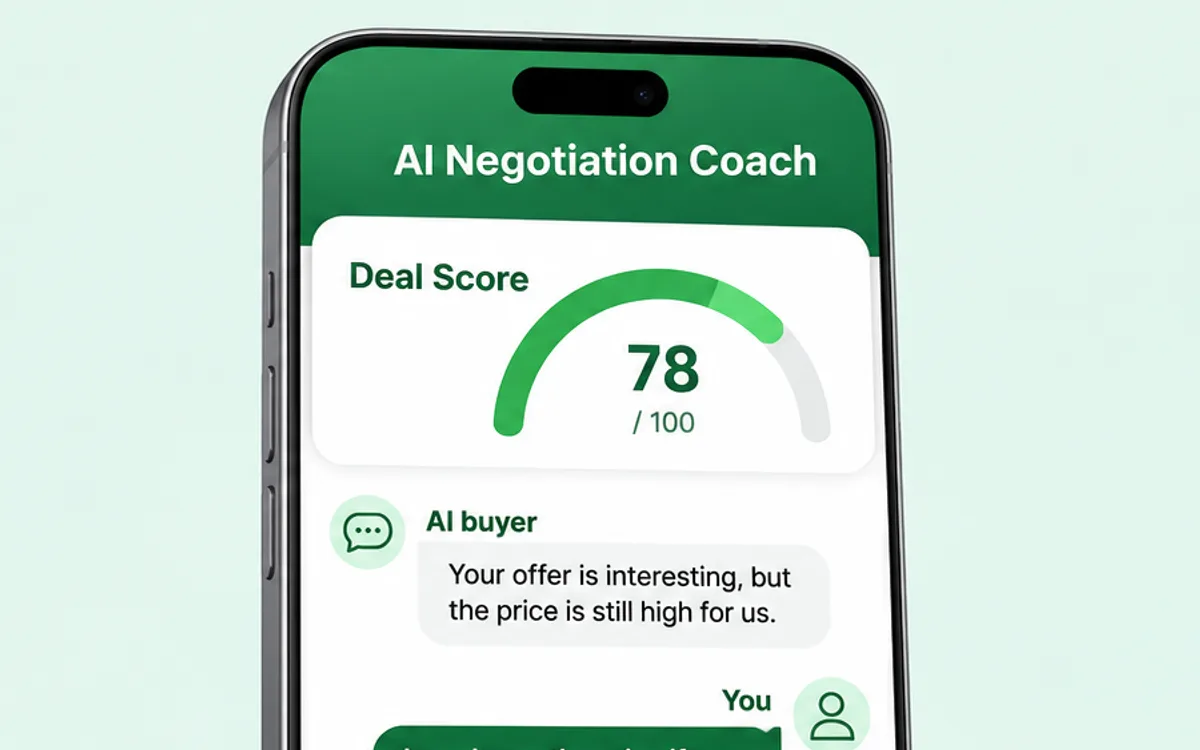 AI Negotiation Coach
Deal Score
78
/ 100
AI buyer
Your offer is interesting, but
the price is still high for us.
You